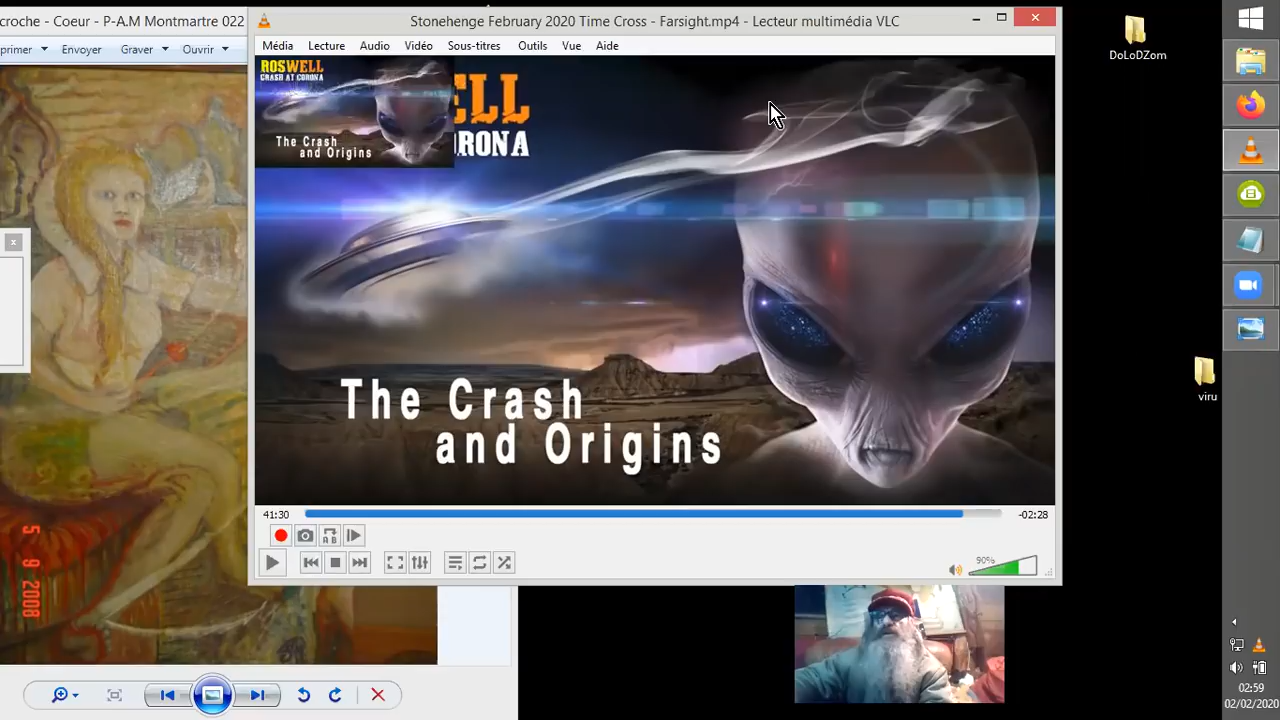 croche - Coeur - P-A.M Montmartre 022
primer
Envoyer
Graver
Ouvrir
Stonehenge February 2020 Time Cross - Farsight.mp4 - Lecteur multimédia VLC
Média Lecture Audio Vidéo Sous-titres Outils Vue Aide
ROSWELL
CRASH AT CORONA
The Crash
and Origins
ELL
ORONA
The Crash
and Origins
41:30
-02:28
90%
5 9 2008
DoLoDZom
viru
02:59
02/02/2020